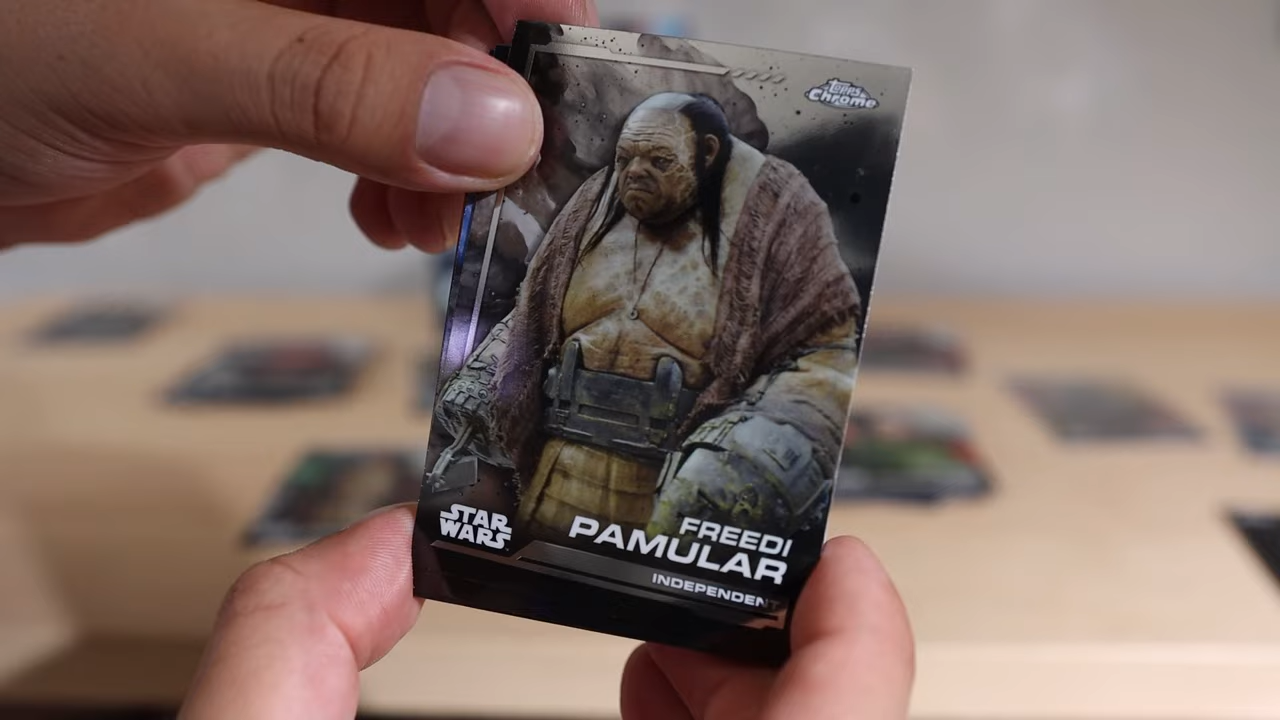 Topps
Chrome
STAR
WARS
FREEDI
PAMULAR
INDEPENDENT